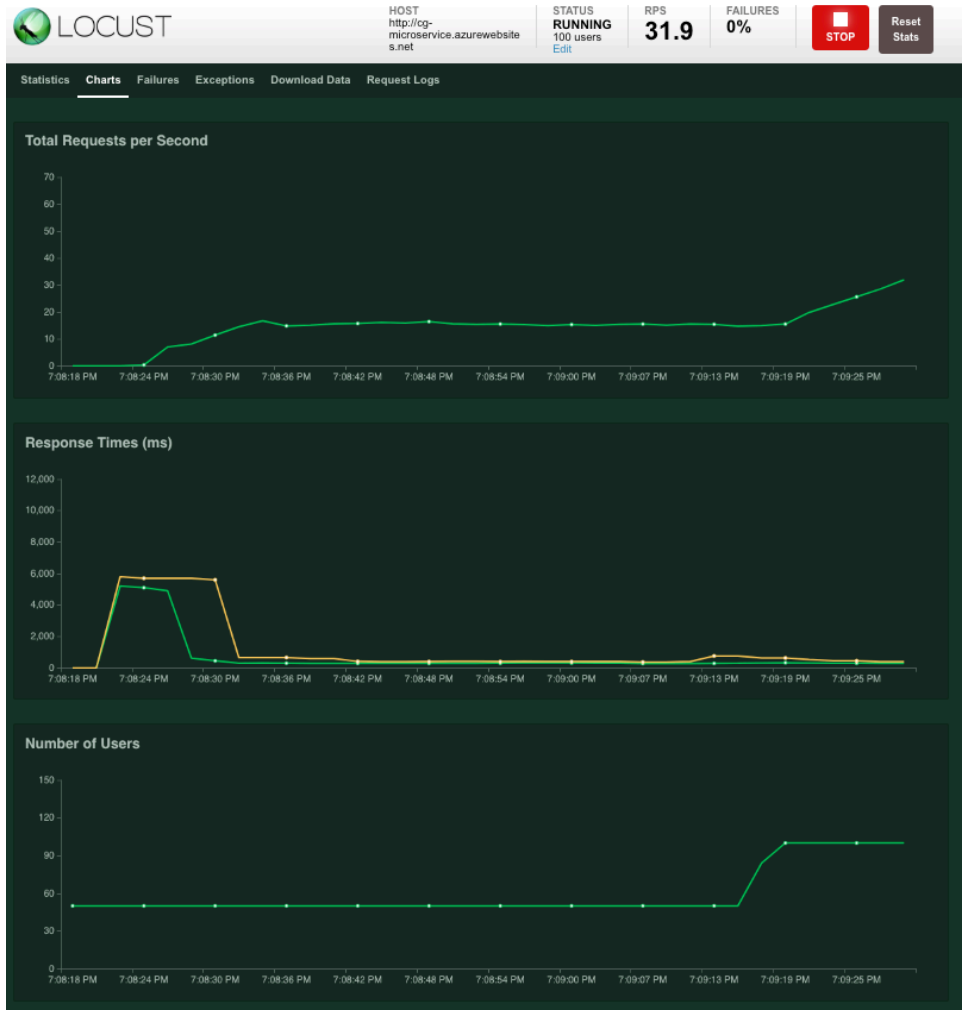 LOCUST
HOST
http://cg-
microservice.azurewebsite
s.net
STATUS
RUNNING
100 users
Edit
RPS
31.9
FAILURES
0%
STOP
Reset
Stats
Statistics Charts Failures Exceptions Download Data Request Logs
Total Requests per Second
70
60
50
40
30
20
10
0
7:08:18 PM 7:08:24 PM 7:08:30 PM 7:08:36 PM 7:08:42 PM 7:08:48 PM 7:08:54 PM 7:09:00 PM 7:09:07 PM 7:09:13 PM 7:09:19 PM 7:09:25 PM
Response Times (ms)
12,000
10,000
8,000
6,000
4,000
2,000
0
7:08:18 PM 7:08:24 PM 7:08:30 PM 7:08:36 PM 7:08:42 PM 7:08:48 PM 7:08:54 PM 7:09:00 PM 7:09:07 PM 7:09:13 PM 7:09:19 PM 7:09:25 PM
Number of Users
150
120
90
60
30
0
7:08:18 PM 7:08:24 PM 7:08:30 PM 7:08:36 PM 7:08:42 PM 7:08:48 PM 7:08:54 PM 7:09:00 PM 7:09:07 PM 7:09:13 PM 7:09:19 PM 7:09:25 PM